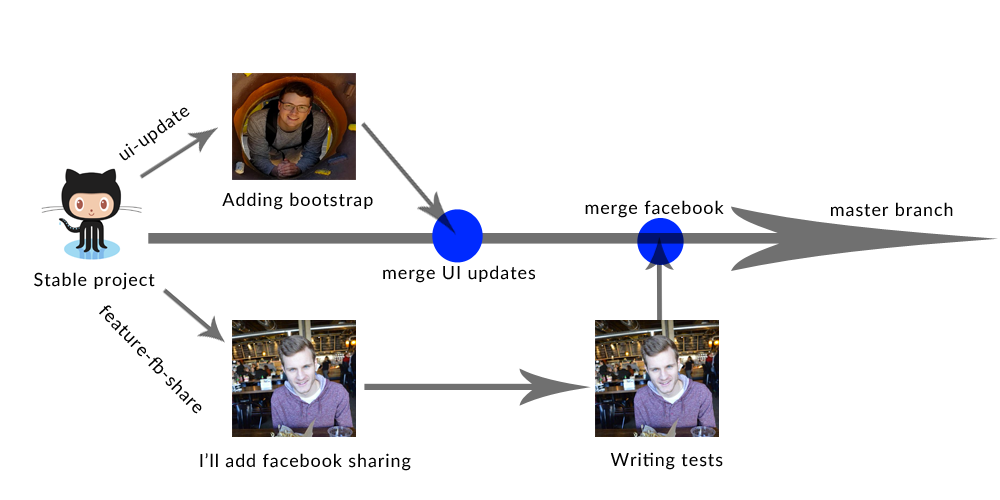 ui-update
Adding bootstrap
merge facebook
master branch
Stable project
merge UI updates
feature-fb-share
I'll add facebook sharing
Writing tests